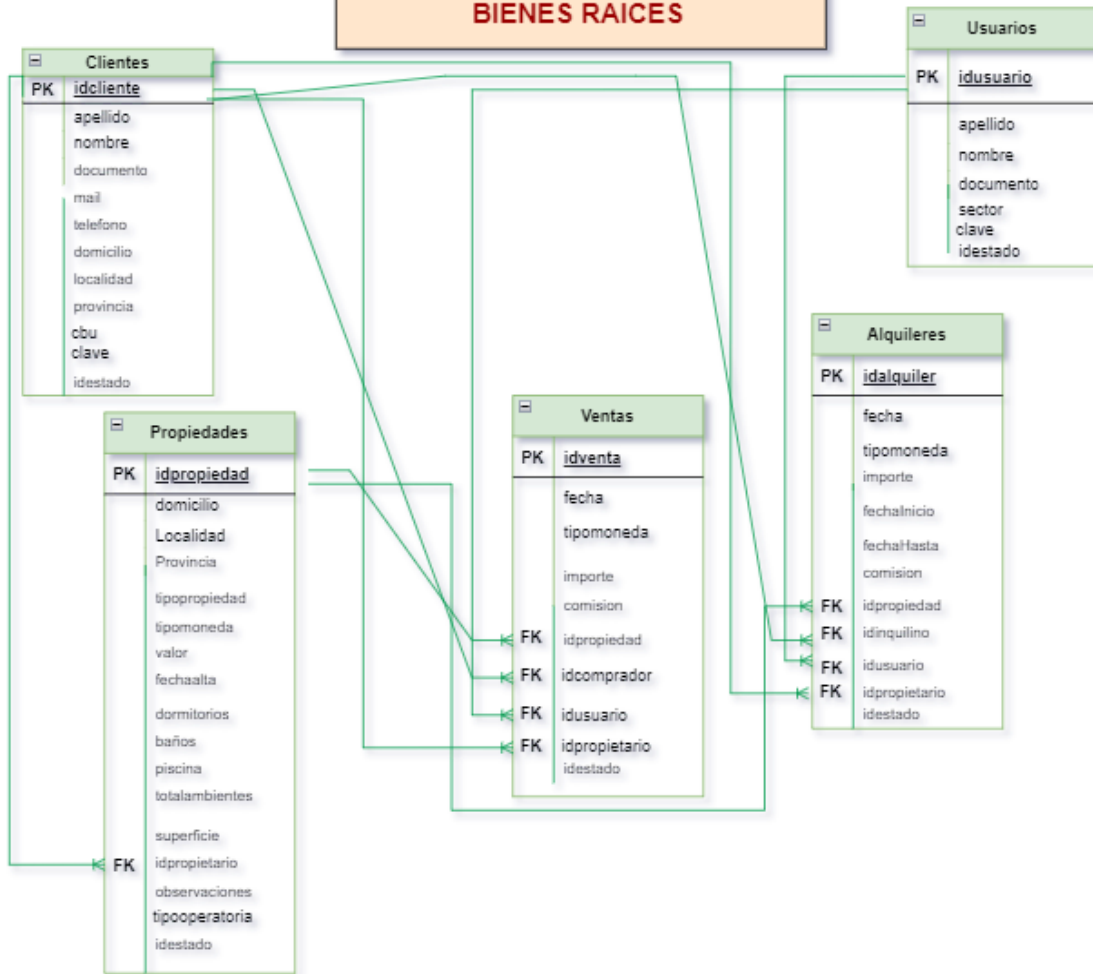 BIENES RAICES
Clientes
PK idcliente
apellido
nombre
documento
mail
telefono
domicilio
localidad
provincia
cbu
clave
idestado
Usuarios
PK idusuario
apellido
nombre
documento
sector
clave
idestado
Propiedades
PK idpropiedad
domicilio
Localidad
Provincia
tipopropiedad
tipomoneda
valor
fechaalta
dormitorios
baños
piscina
totalambientes
superficie
FK idpropietario
observaciones
tipooperatoria
idestado
Ventas
PK idventa
fecha
tipomoneda
importe
comision
FK idpropiedad
FK idcomprador
FK idusuario
FK idpropietario
idestado
Alquileres
PK idalquiler
fecha
tipomoneda
importe
fechaInicio
fechaHasta
comision
FK idpropiedad
FK idinquilino
FK idusuario
FK idpropietario
idestado